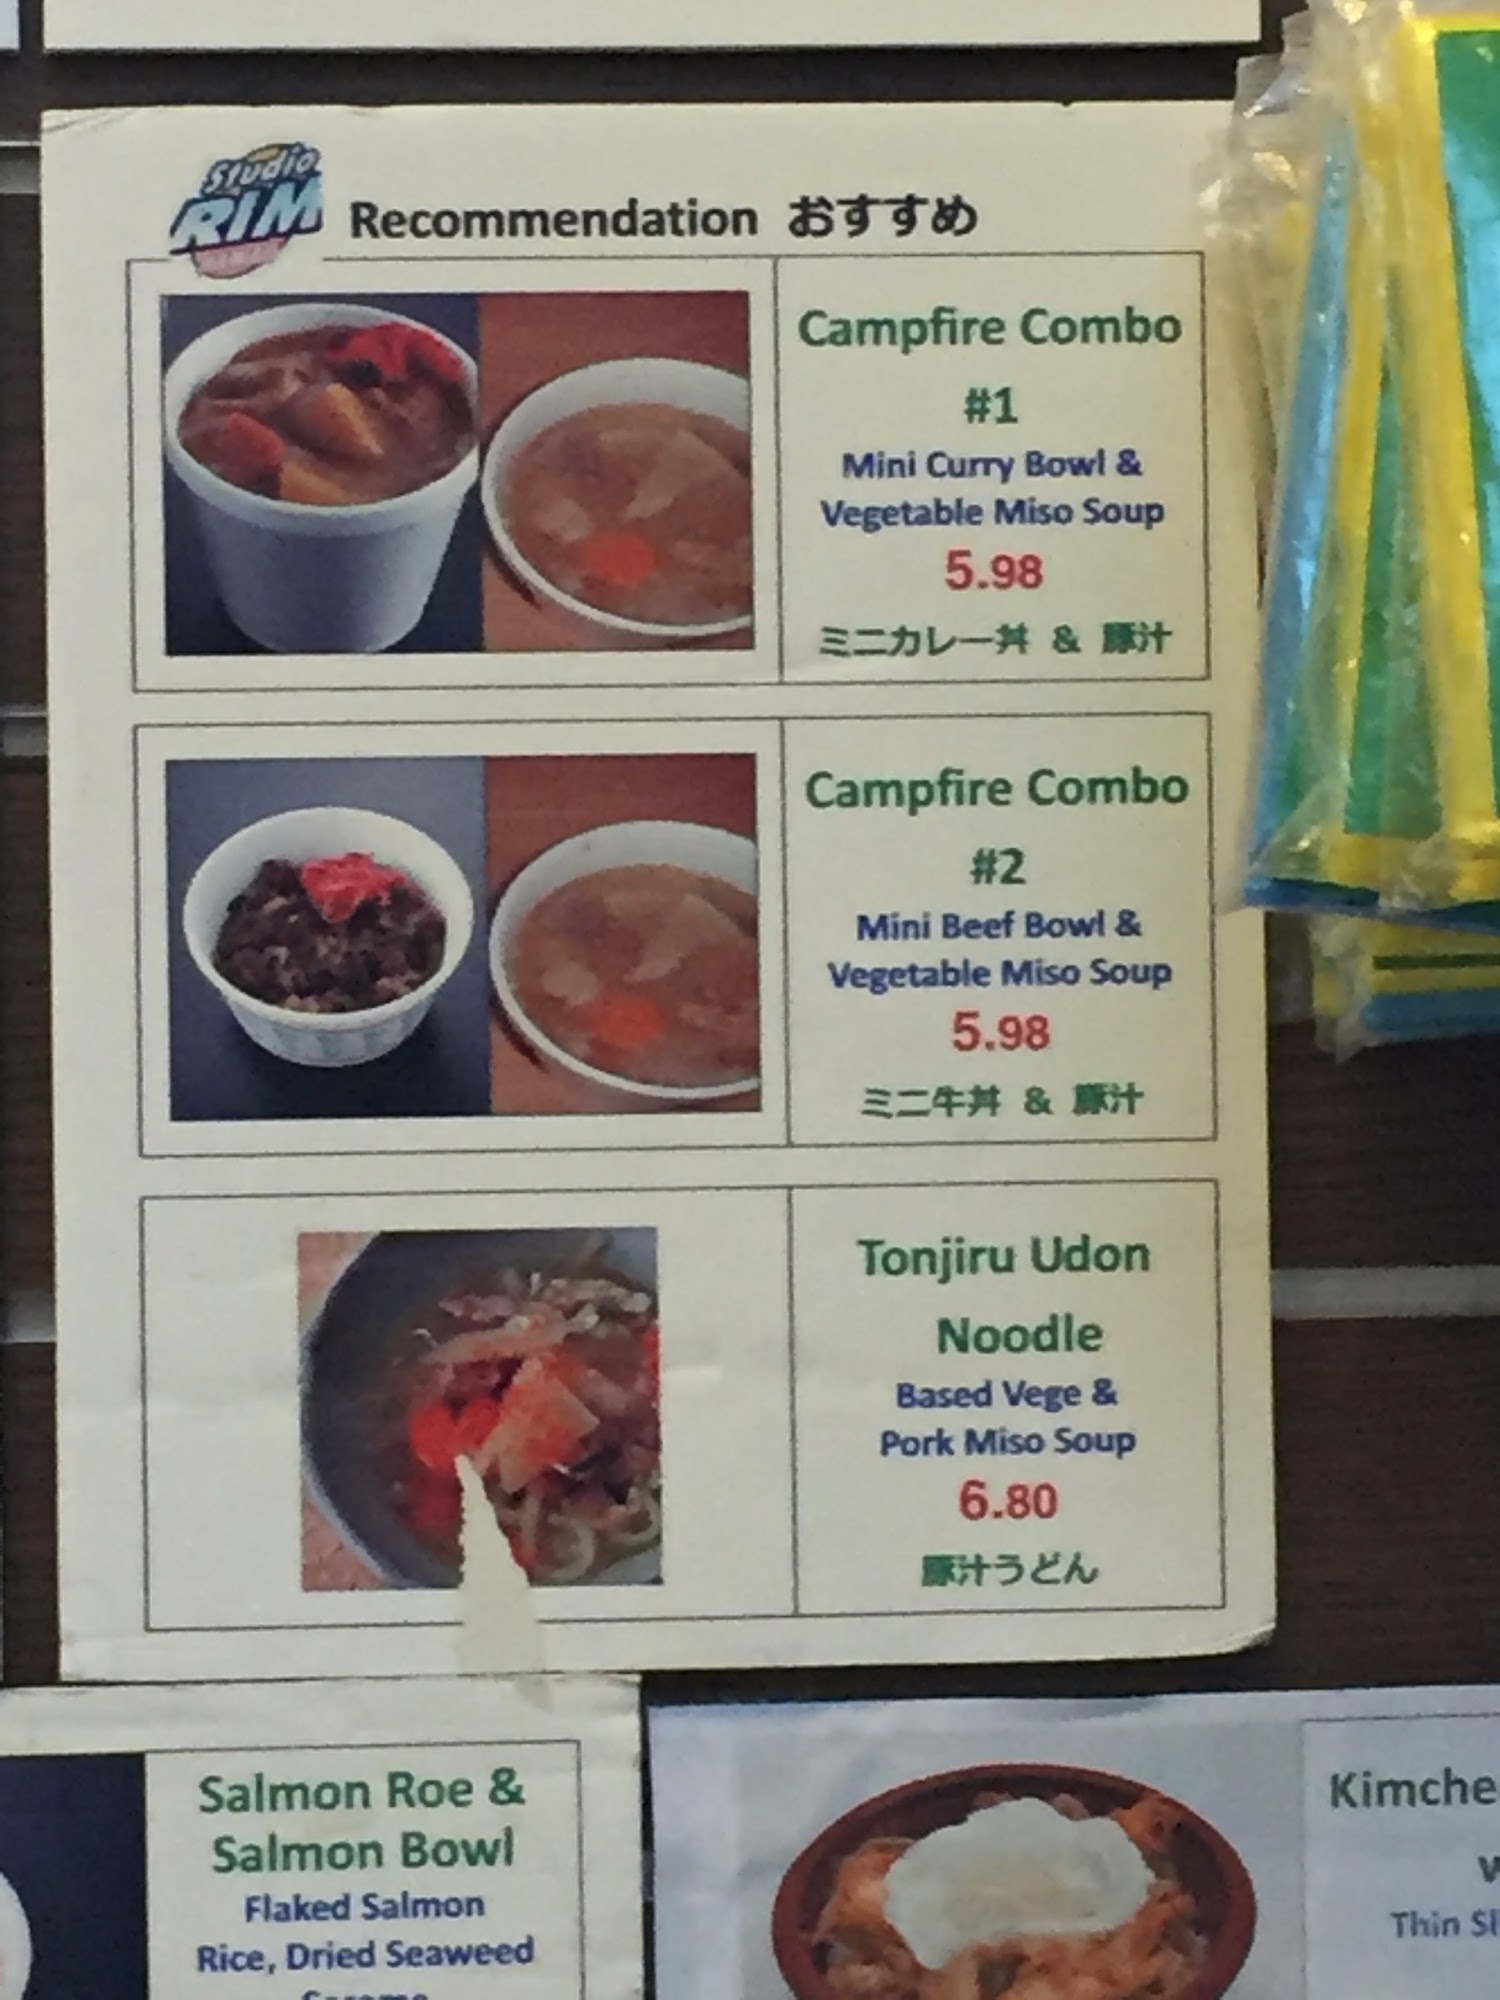 Studio
RIM
Recommendation おすすめ
Campfire Combo
#1
Mini Curry Bowl &
Vegetable Miso Soup
5.98
ミニカレー丼 & 豚汁
Campfire Combo
#2
Mini Beef Bowl &
Vegetable Miso Soup
5.98
ミニ牛丼 & 豚汁
Tonjiru Udon
Noodle
Based Vege &
Pork Miso Soup
6.80
豚汁うどん
Salmon Roe &
Salmon Bowl
Flaked Salmon
Rice, Dried Seaweed
Kimche
Thin Sl